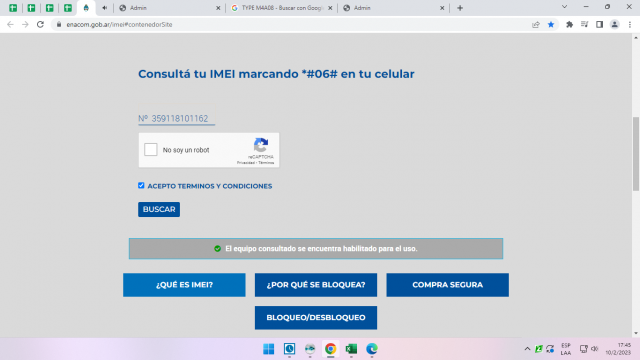 Admin
TYPE M4A08 - Buscar con Google
Admin
enacom.gob.ar/imei#contenedorSite
Consultá tu IMEI marcando *#06# en tu celular
Nº 359118101162
No soy un robot
reCAPTCHA
Privacidad - Términos
ACEPTO TERMINOS Y CONDICIONES
BUSCAR
El equipo consultado se encuentra habilitado para el uso.
¿QUÉ ES IMEI?
¿POR QUÉ SE BLOQUEA?
COMPRA SEGURA
BLOQUEO/DESBLOQUEO
ESP
LAA
17:45
10/2/2023